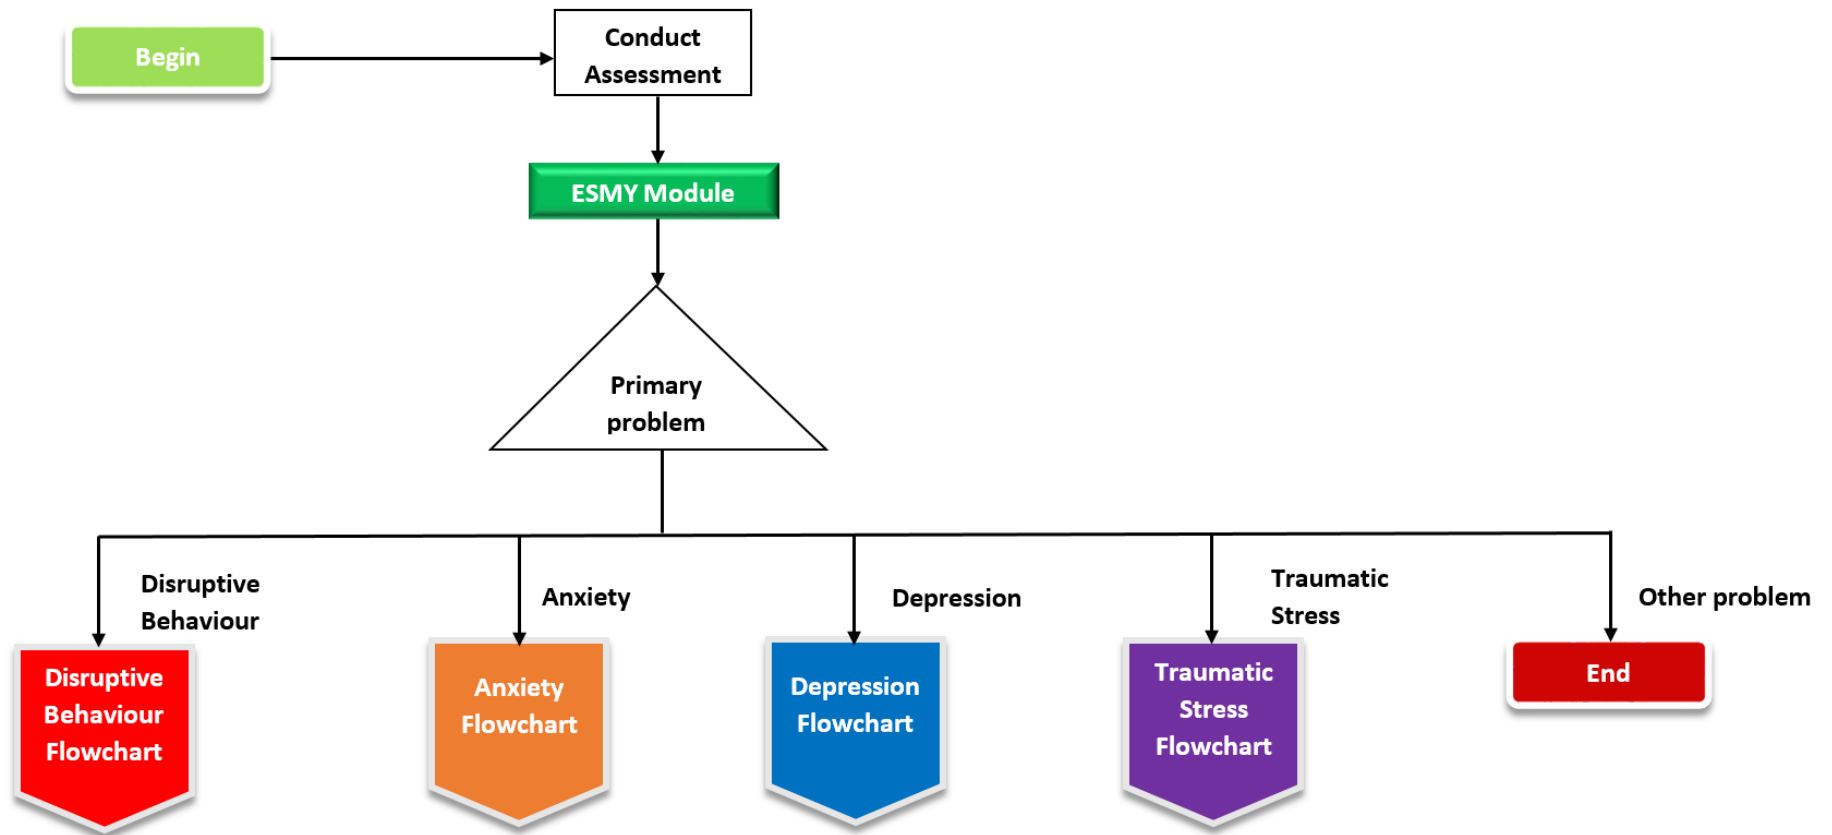 Begin
Conduct
Assessment
ESMY Module
Primary
problem
Disruptive
Behaviour
Anxiety
Depression
Traumatic
Stress
Other problem
Disruptive
Behaviour
Flowchart
Anxiety
Flowchart
Depression
Flowchart
Traumatic
Stress
Flowchart
End